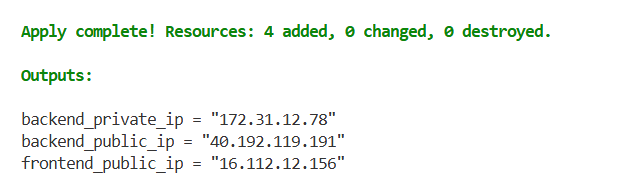 Apply complete! Resources: 4 added, 0 changed, 0 destroyed.
Outputs:
backend_private_ip = "172.31.12.78"
backend_public_ip = "40.192.119.191"
frontend_public_ip = "16.112.12.156"